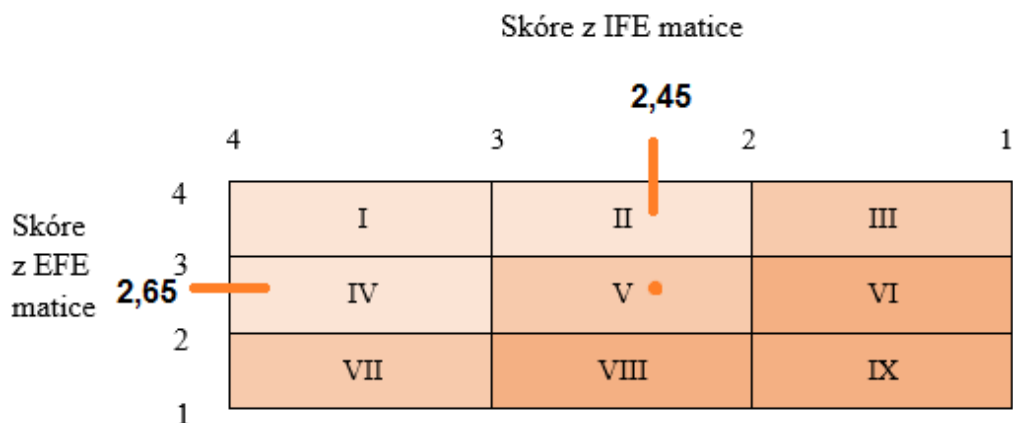 Skóre z IFE matice
2,45
4 3 2 1
4
I II III
Skóre
z EFE
matice
3
2,65
IV V VI
2
VII VIII IX
1